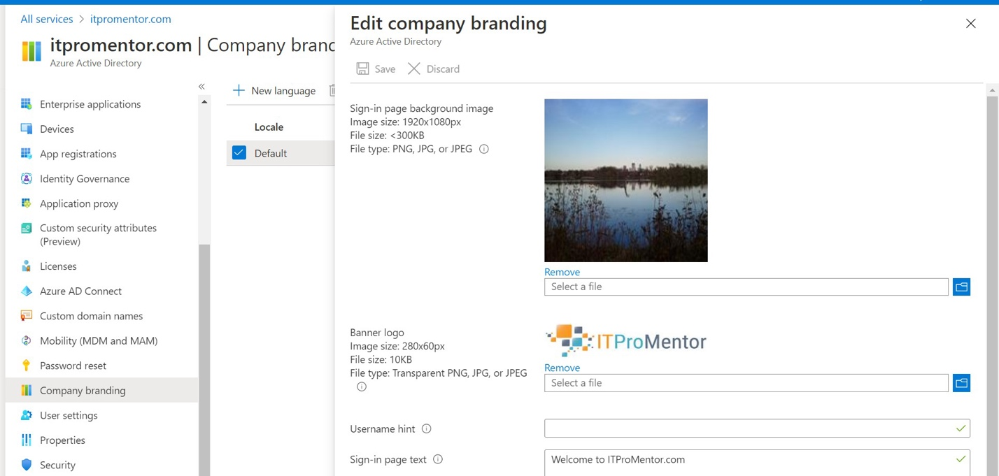 All services > itpromentor.com
itpromentor.com | Company branc
Azure Active Directory
«
Enterprise applications
Devices
App registrations
Identity Governance
Application proxy
Custom security attributes
(Preview)
Licenses
Azure AD Connect
Custom domain names
Mobility (MDM and MAM)
Password reset
Company branding
User settings
Properties
Security
New language
Locale
Default
Edit company branding
Azure Active Directory
Save Discard
Sign-in page background image
Image size: 1920x1080px
File size: <300KB
File type: PNG, JPG, or JPEG
Remove
Select a file
Banner logo
Image size: 280x60px
File size: 10KB
File type: Transparent PNG, JPG, or JPEG
ITProMentor
Remove
Select a file
Username hint
Sign-in page text
Welcome to ITProMentor.com